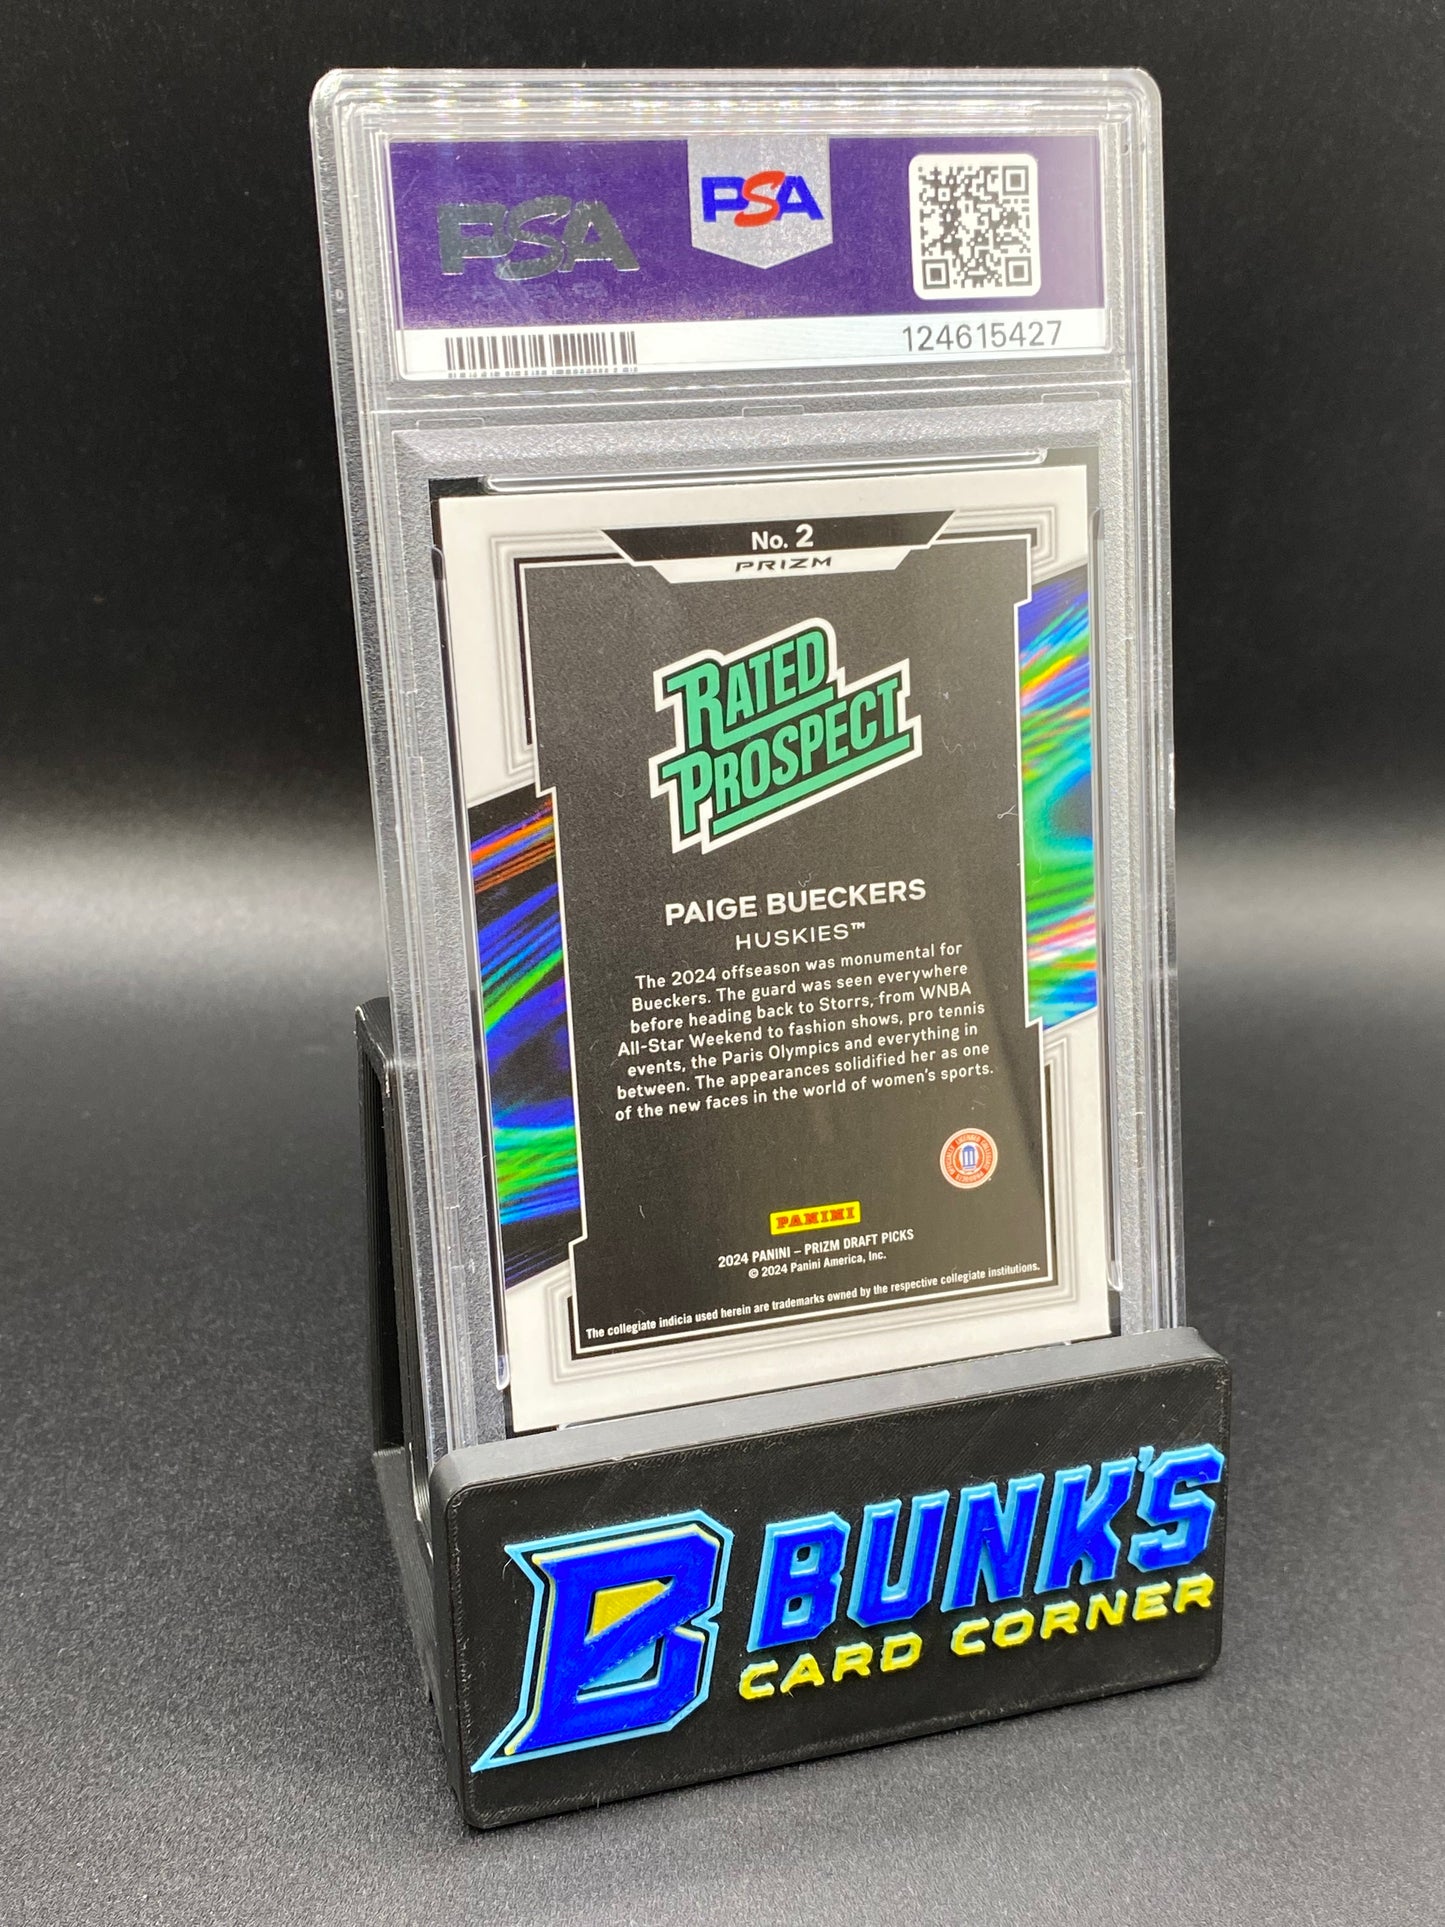 PSA
PSA
124615427
No. 2
PRIZM
RATED
PROSPECT
PAIGE BUECKERS
HUSKIES™
The 2024 offseason was monumental for
Bueckers. The guard was seen everywhere
before heading back to Storrs, from WNBA
All-Star Weekend to fashion shows, pro tennis
events, the Paris Olympics and everything in
between. The appearances solidified her as one
of the new faces in the world of women's sports.
OFFICIALLY LICENSED COLLEGIATE PRODUCTS
PANINI
2024 PANINI – PRIZM DRAFT PICKS
© 2024 Panini America, Inc.
The collegiate indicia used herein are trademarks owned by the respective collegiate institutions.
B BUNK'S
CARD CORNER